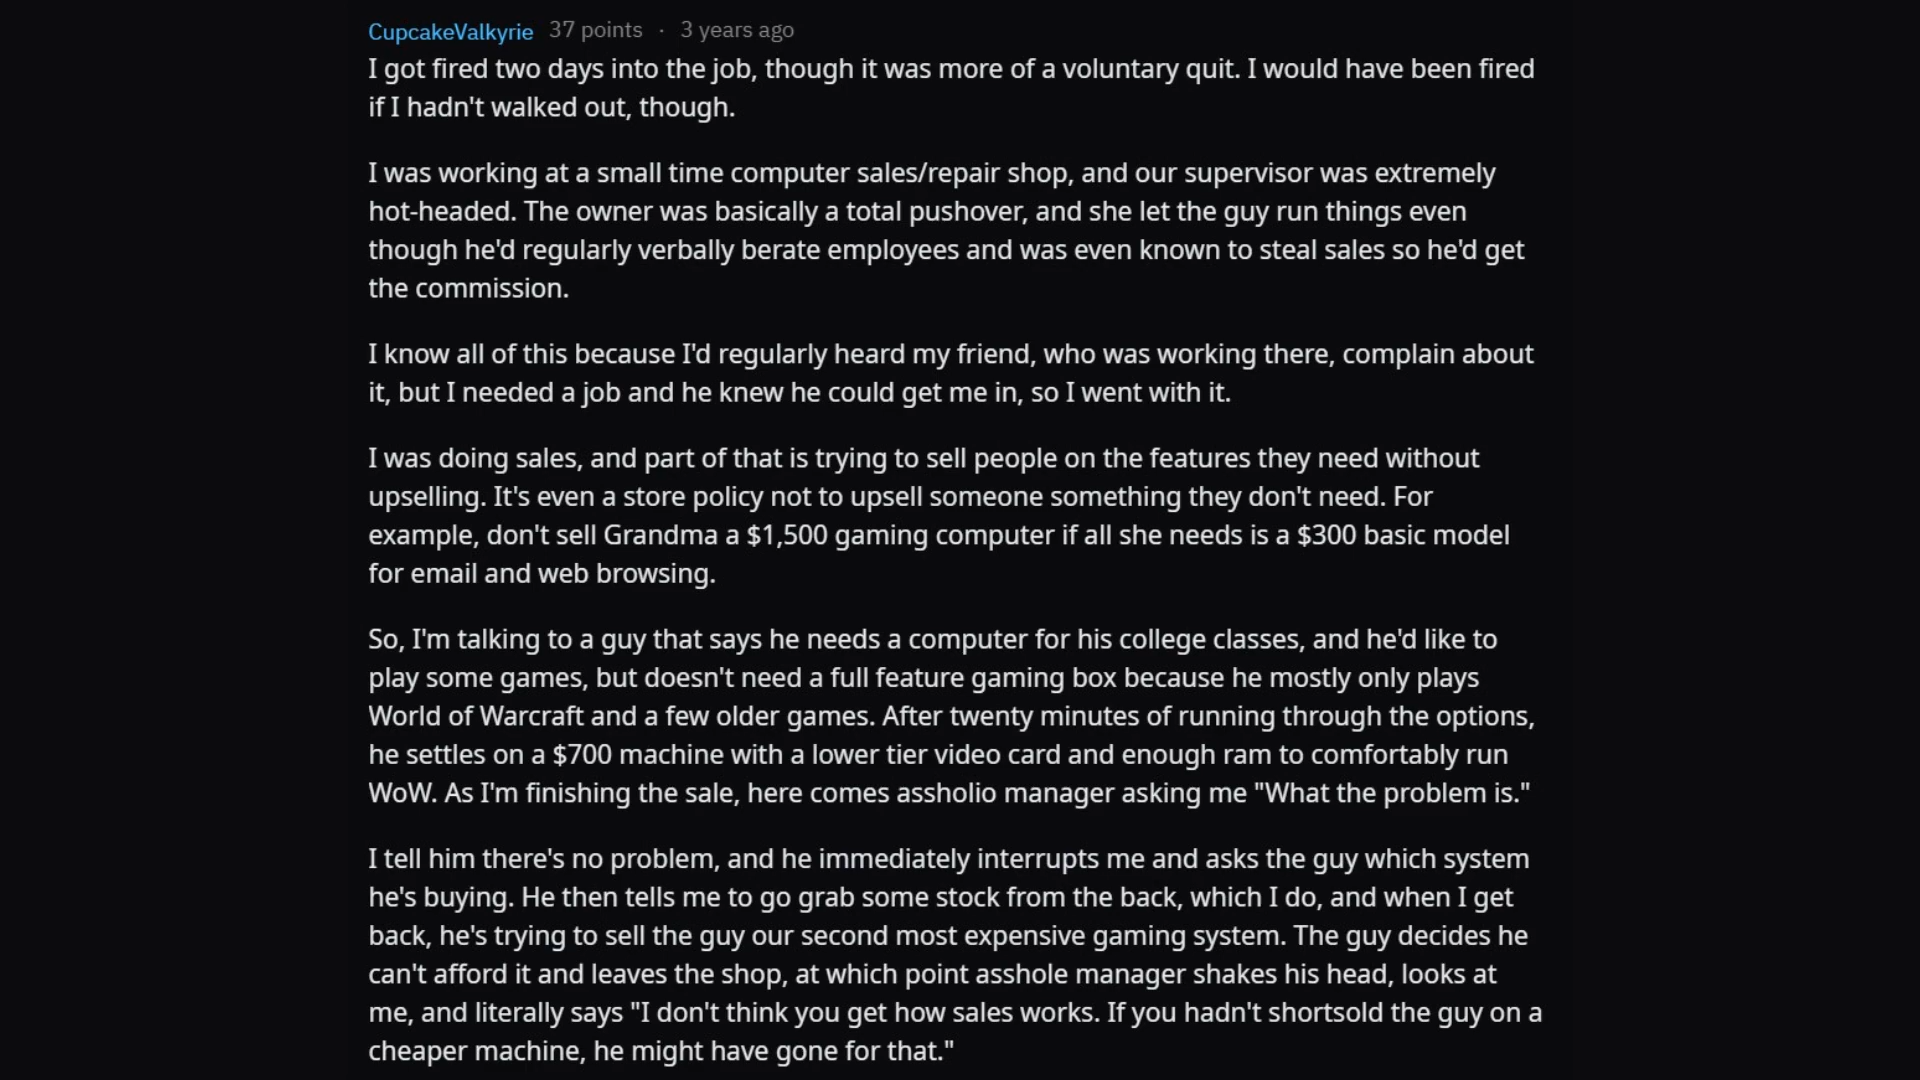 CupcakeValkyrie 37 points · 3 years ago
I got fired two days into the job, though it was more of a voluntary quit. I would have been fired
if I hadn't walked out, though.
I was working at a small time computer sales/repair shop, and our supervisor was extremely
hot-headed. The owner was basically a total pushover, and she let the guy run things even
though he'd regularly verbally berate employees and was even known to steal sales so he'd get
the commission.
I know all of this because I'd regularly heard my friend, who was working there, complain about
it, but I needed a job and he knew he could get me in, so I went with it.
I was doing sales, and part of that is trying to sell people on the features they need without
upselling. It's even a store policy not to upsell someone something they don't need. For
example, don't sell Grandma a $1,500 gaming computer if all she needs is a $300 basic model
for email and web browsing.
So, I'm talking to a guy that says he needs a computer for his college classes, and he'd like to
play some games, but doesn't need a full feature gaming box because he mostly only plays
World of Warcraft and a few older games. After twenty minutes of running through the options,
he settles on a $700 machine with a lower tier video card and enough ram to comfortably run
WoW. As I'm finishing the sale, here comes assholio manager asking me "What the problem is."
I tell him there's no problem, and he immediately interrupts me and asks the guy which system
he's buying. He then tells me to go grab some stock from the back, which I do, and when I get
back, he's trying to sell the guy our second most expensive gaming system. The guy decides he
can't afford it and leaves the shop, at which point asshole manager shakes his head, looks at
me, and literally says "I don't think you get how sales works. If you hadn't shortsold the guy on a
cheaper machine, he might have gone for that."